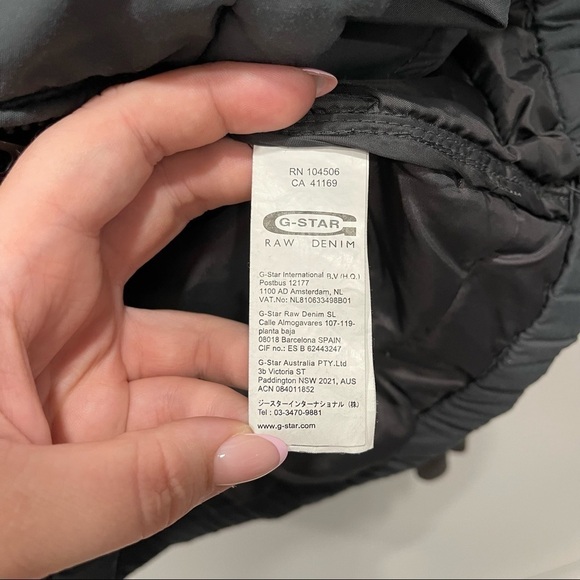 RN 104506
CA 41169
G-STAR
RAW DENIM
G-Star International B.V (H.Q.)
Postbus 12177
1100 AD Amsterdam, NL
VAT.No: NL810633498B01
G-Star Raw Denim SL
Calle Almogavares 107-119-
planta baja
08018 Barcelona SPAIN
CIF no.: ES B 62443247
G-Star Australia PTY.Ltd
3b Victoria ST
Paddington NSW 2021, AUS
ACN 084011852
ジースターインターナショナル (株)
Tel : 03-3470-9881
www.g-star.com